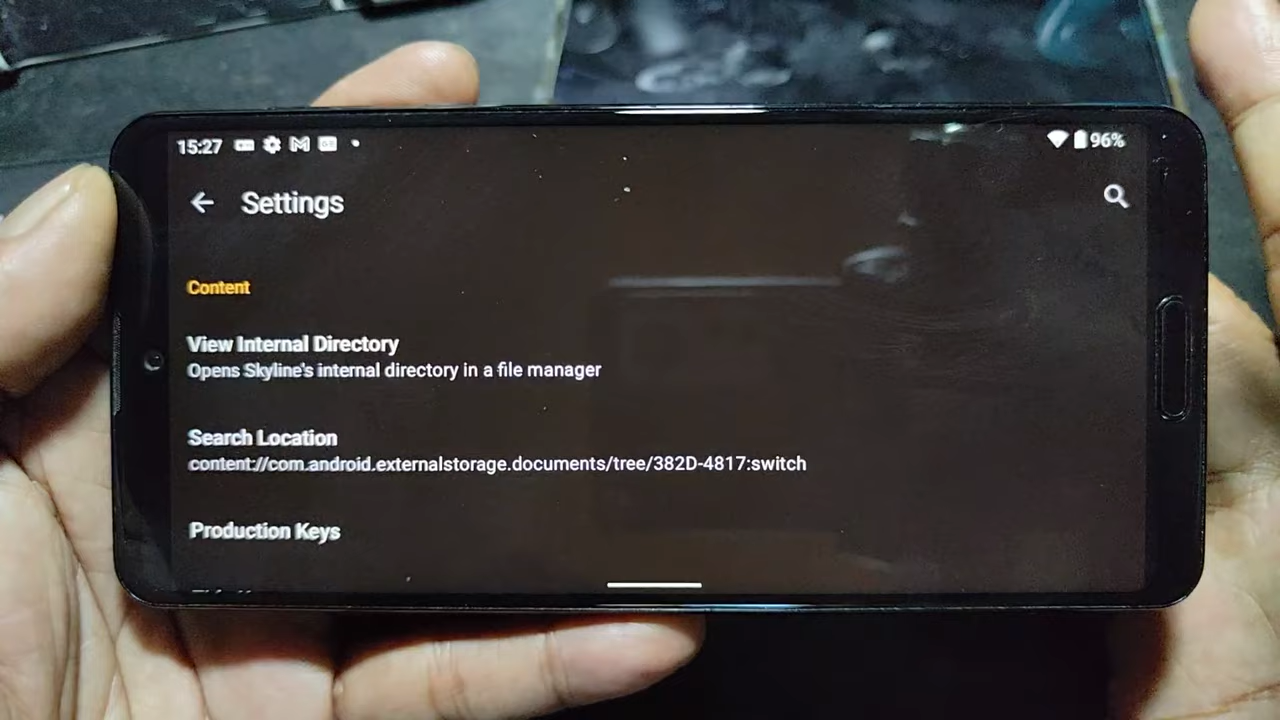 15:27
96%
Settings
Content
View Internal Directory
Opens Skyline's internal directory in a file manager
Search Location
content://com.android.externalstorage.documents/tree/382D-4817:switch
Production Keys